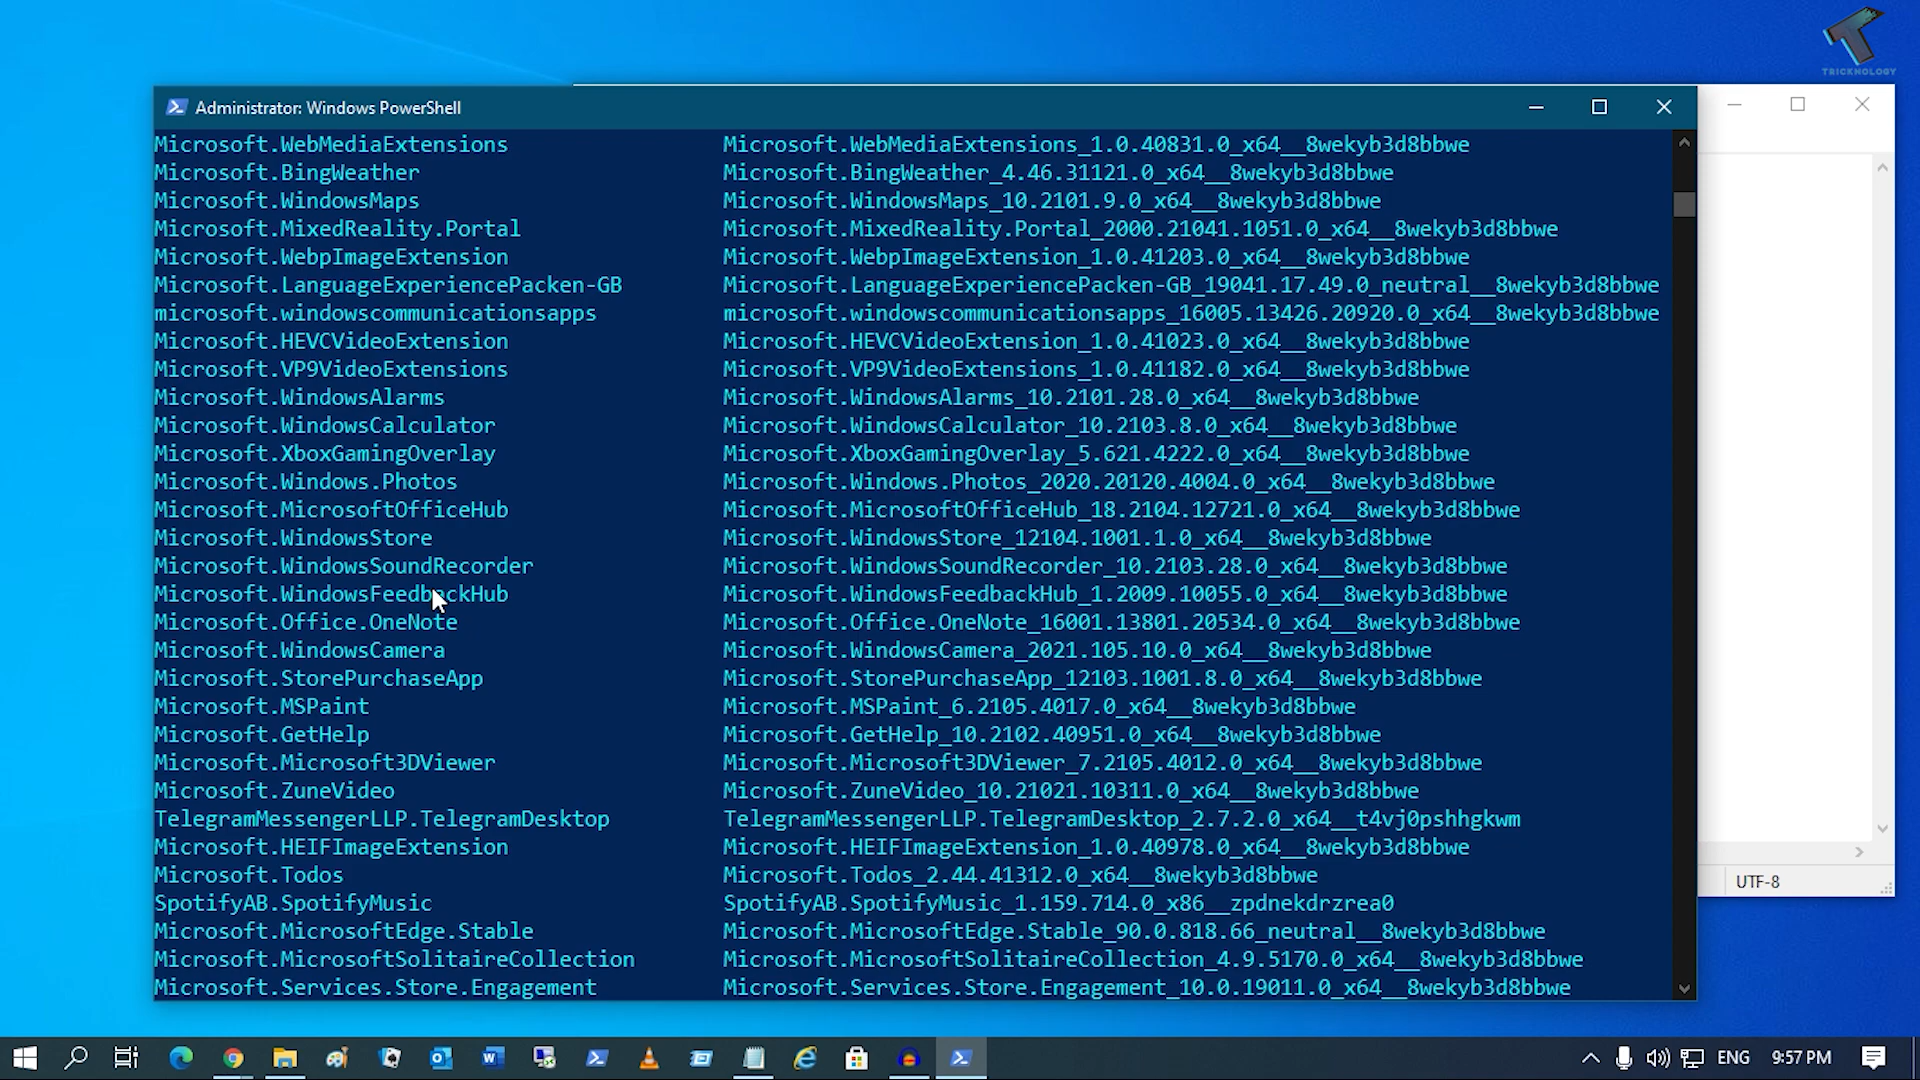 TRICKNOLOGY
Administrator: Windows PowerShell
Microsoft.WebMediaExtensions Microsoft.WebMediaExtensions_1.0.40831.0_x64__8wekyb3d8bbwe
Microsoft.BingWeather Microsoft.BingWeather_4.46.31121.0_x64__8wekyb3d8bbwe
Microsoft.WindowsMaps Microsoft.WindowsMaps_10.2101.9.0_x64__8wekyb3d8bbwe
Microsoft.MixedReality.Portal Microsoft.MixedReality.Portal_2000.21041.1051.0_x64__8wekyb3d8bbwe
Microsoft.WebpImageExtension Microsoft.WebpImageExtension_1.0.41203.0_x64__8wekyb3d8bbwe
Microsoft.LanguageExperiencePacken-GB Microsoft.LanguageExperiencePacken-GB_19041.17.49.0_neutral__8wekyb3d8bbwe
microsoft.windowscommunicationsapps microsoft.windowscommunicationsapps_16005.13426.20920.0_x64__8wekyb3d8bbwe
Microsoft.HEVCVideoExtension Microsoft.HEVCVideoExtension_1.0.41023.0_x64__8wekyb3d8bbwe
Microsoft.VP9VideoExtensions Microsoft.VP9VideoExtensions_1.0.41182.0_x64__8wekyb3d8bbwe
Microsoft.WindowsAlarms Microsoft.WindowsAlarms_10.2101.28.0_x64__8wekyb3d8bbwe
Microsoft.WindowsCalculator Microsoft.WindowsCalculator_10.2103.8.0_x64__8wekyb3d8bbwe
Microsoft.XboxGamingOverlay Microsoft.XboxGamingOverlay_5.621.4222.0_x64__8wekyb3d8bbwe
Microsoft.Windows.Photos Microsoft.Windows.Photos_2020.20120.4004.0_x64__8wekyb3d8bbwe
Microsoft.MicrosoftOfficeHub Microsoft.MicrosoftOfficeHub_18.2104.12721.0_x64__8wekyb3d8bbwe
Microsoft.WindowsStore Microsoft.WindowsStore_12104.1001.1.0_x64__8wekyb3d8bbwe
Microsoft.WindowsSoundRecorder Microsoft.WindowsSoundRecorder_10.2103.28.0_x64__8wekyb3d8bbwe
Microsoft.WindowsFeedbackHub Microsoft.WindowsFeedbackHub_1.2009.10055.0_x64__8wekyb3d8bbwe
Microsoft.Office.OneNote Microsoft.Office.OneNote_16001.13801.20534.0_x64__8wekyb3d8bbwe
Microsoft.WindowsCamera Microsoft.WindowsCamera_2021.105.10.0_x64__8wekyb3d8bbwe
Microsoft.StorePurchaseApp Microsoft.StorePurchaseApp_12103.1001.8.0_x64__8wekyb3d8bbwe
Microsoft.MSPaint Microsoft.MSPaint_6.2105.4017.0_x64__8wekyb3d8bbwe
Microsoft.GetHelp Microsoft.GetHelp_10.2102.40951.0_x64__8wekyb3d8bbwe
Microsoft.Microsoft3DViewer Microsoft.Microsoft3DViewer_7.2105.4012.0_x64__8wekyb3d8bbwe
Microsoft.ZuneVideo Microsoft.ZuneVideo_10.21021.10311.0_x64__8wekyb3d8bbwe
TelegramMessengerLLP.TelegramDesktop TelegramMessengerLLP.TelegramDesktop_2.7.2.0_x64__t4vj0pshhgkwm
Microsoft.HEIFImageExtension Microsoft.HEIFImageExtension_1.0.40978.0_x64__8wekyb3d8bbwe
Microsoft.Todos Microsoft.Todos_2.44.41312.0_x64__8wekyb3d8bbwe
SpotifyAB.SpotifyMusic SpotifyAB.SpotifyMusic_1.159.714.0_x86__zpdnekdrzrea0
Microsoft.MicrosoftEdge.Stable Microsoft.MicrosoftEdge.Stable_90.0.818.66_neutral__8wekyb3d8bbwe
Microsoft.MicrosoftSolitaireCollection Microsoft.MicrosoftSolitaireCollection_4.9.5170.0_x64__8wekyb3d8bbwe
Microsoft.Services.Store.Engagement Microsoft.Services.Store.Engagement_10.0.19011.0_x64__8wekyb3d8bbwe
UTF-8
ENG 9:57 PM